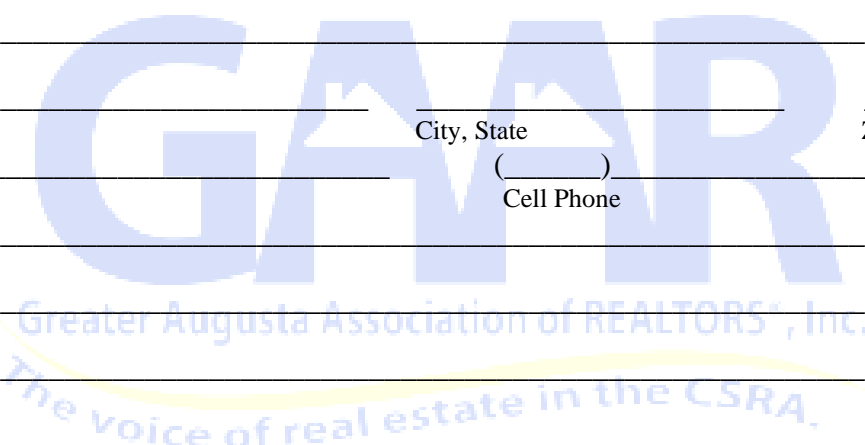 GAAR
City, State
(_______)
Cell Phone
Greater Augusta Association of REALTORS®, Inc.
The voice of real estate in the CSRA.